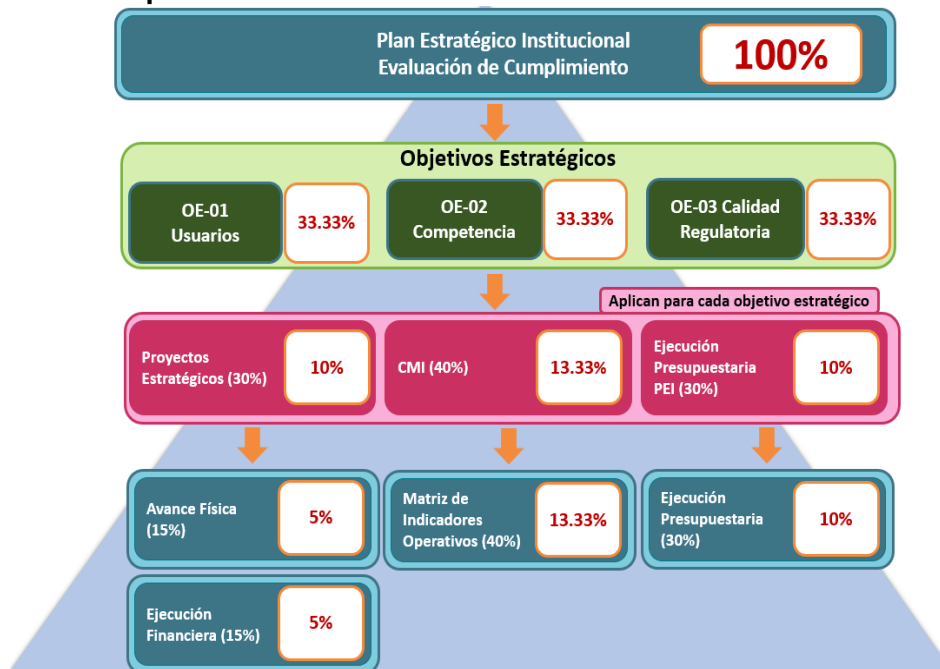 Plan Estratégico Institucional
Evaluación de Cumplimiento
100%
Objetivos Estratégicos
OE-01
Usuarios
33.33%
OE-02
Competencia
33.33%
OE-03 Calidad
Regulatoria
33.33%
Aplican para cada objetivo estratégico
Proyectos
Estratégicos (30%)
10%
CMI (40%)
13.33%
Ejecución
Presupuestaria
PEI (30%)
10%
Avance Física
(15%)
5%
Matriz de
Indicadores
Operativos (40%)
13.33%
Ejecución
Presupuestaria
(30%)
10%
Ejecución
Financiera (15%)
5%